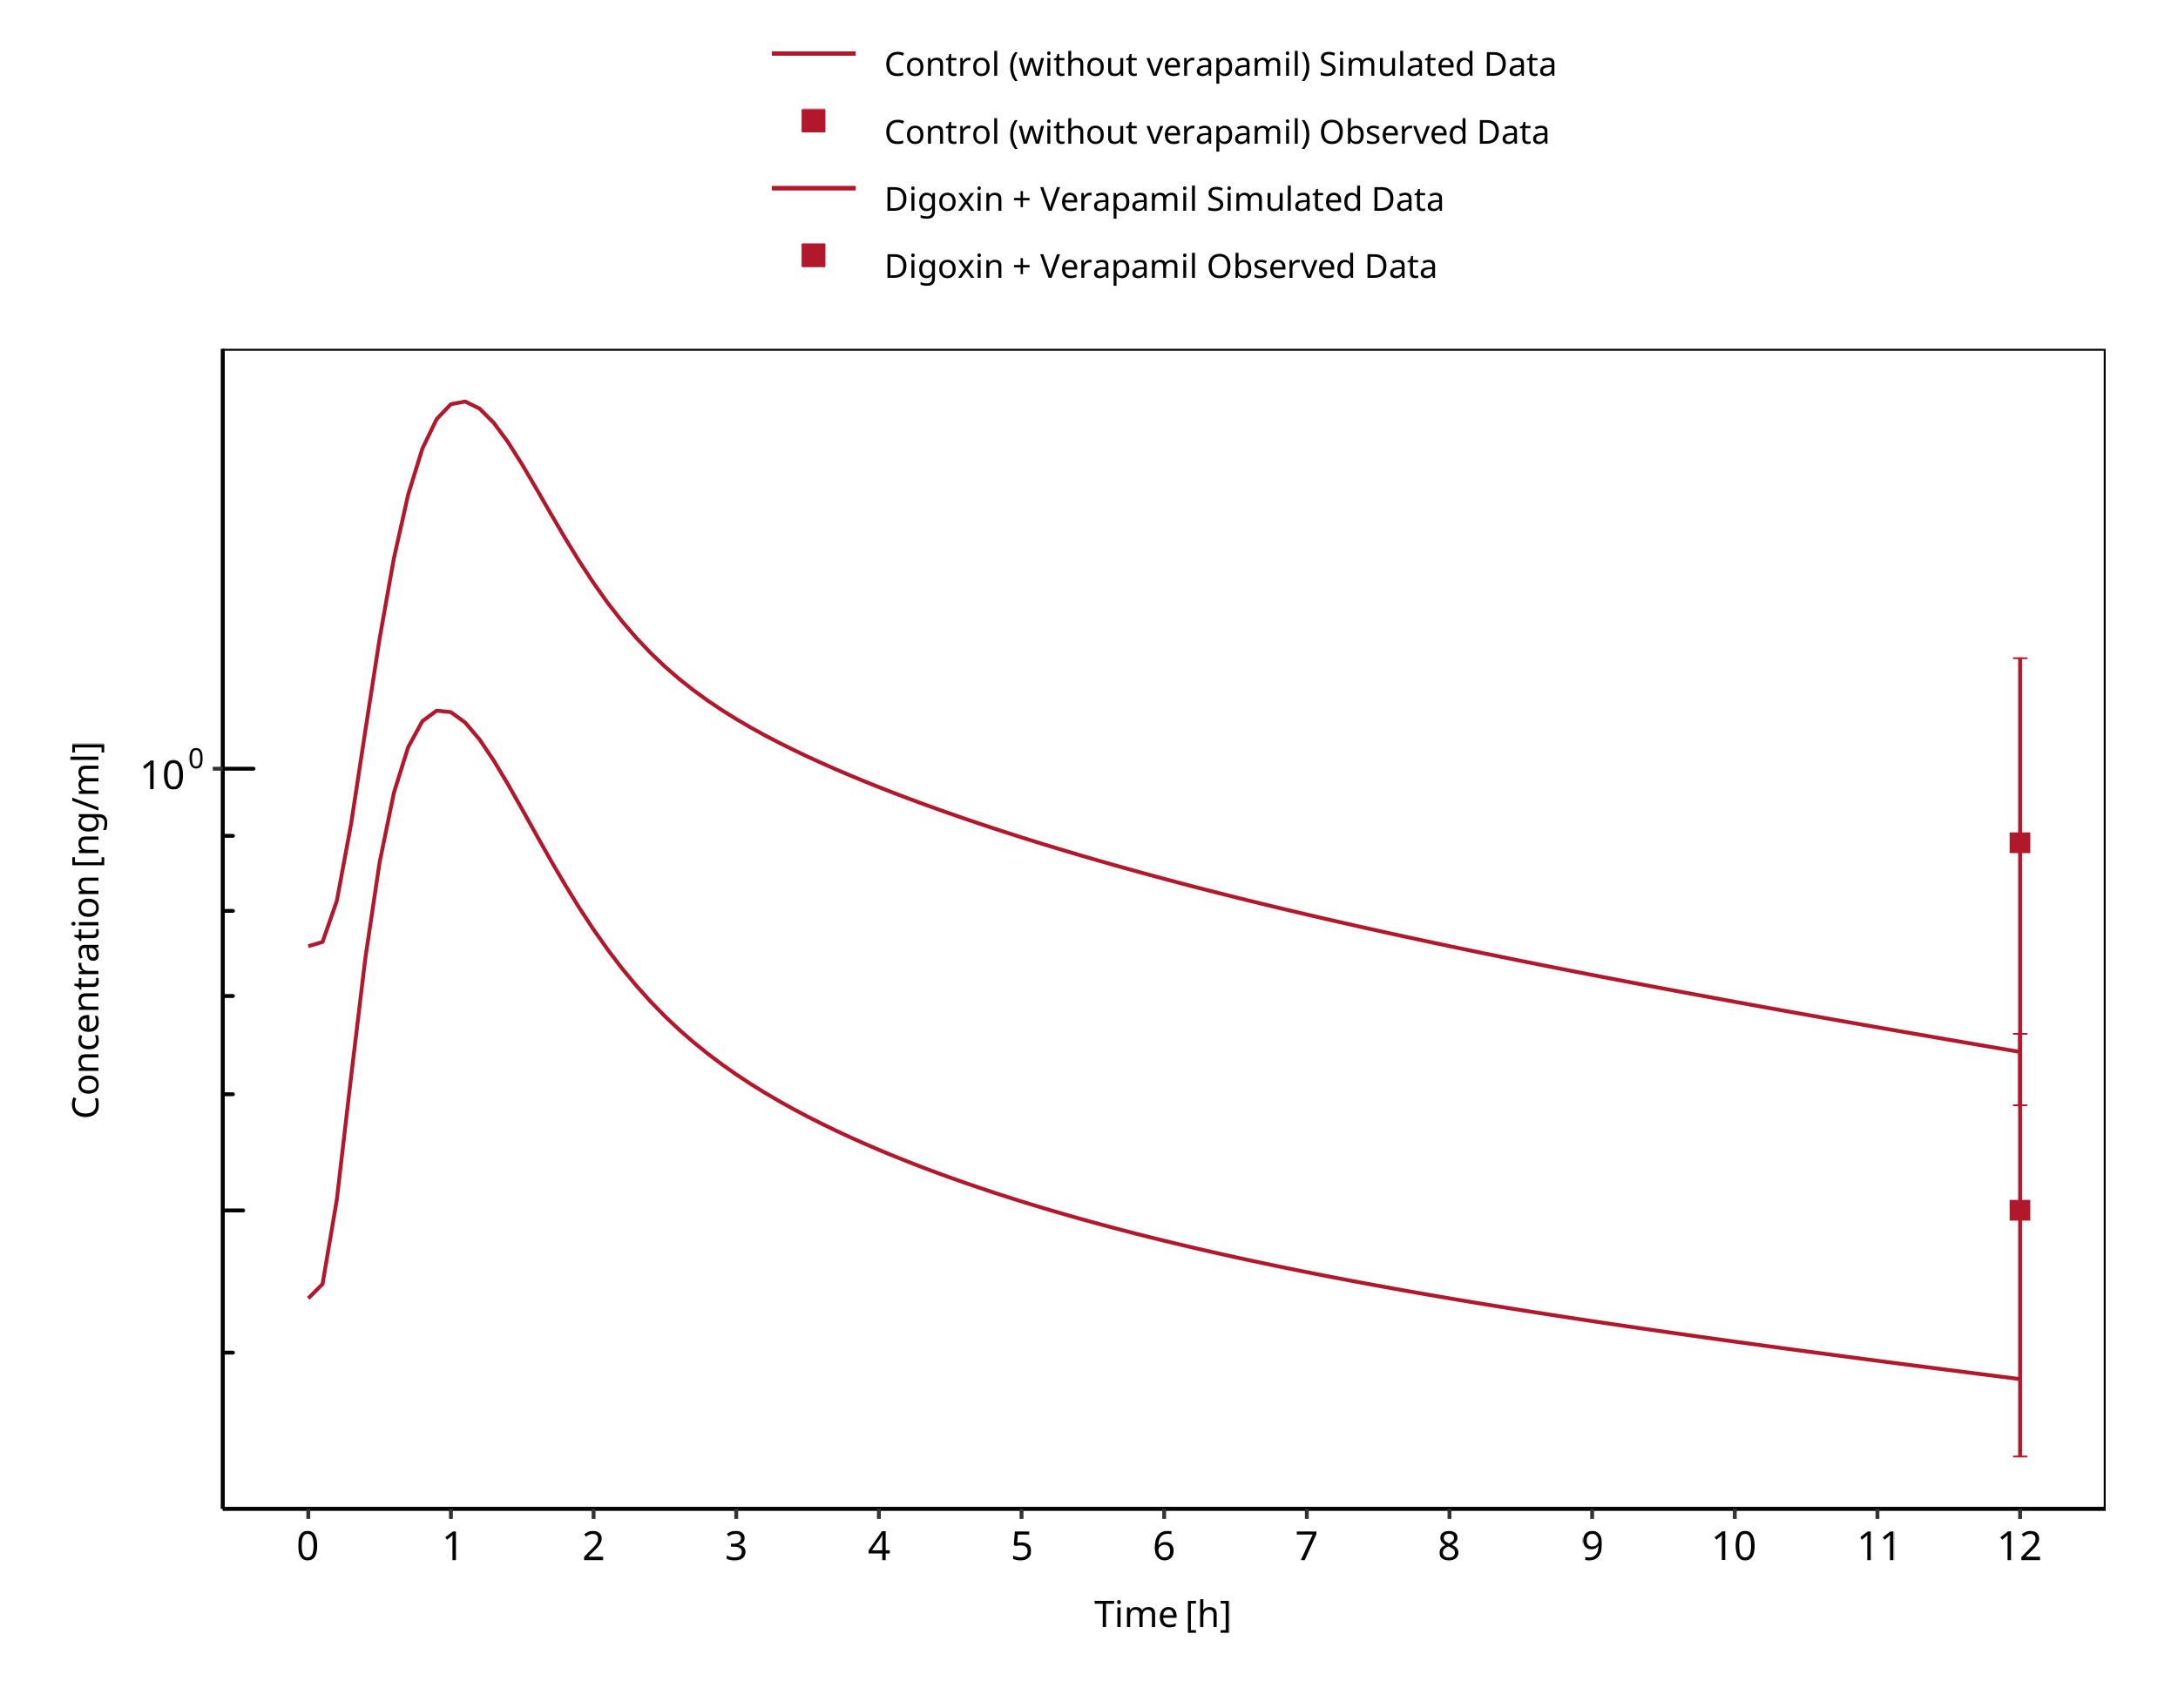 Control (without verapamil) Simulated Data
Control (without verapamil) Observed Data
Digoxin + Verapamil Simulated Data
Digoxin + Verapamil Observed Data
Concentration [ng/ml]
10⁰
0 1 2 3 4 5 6 7 8 9 10 11 12
Time [h]